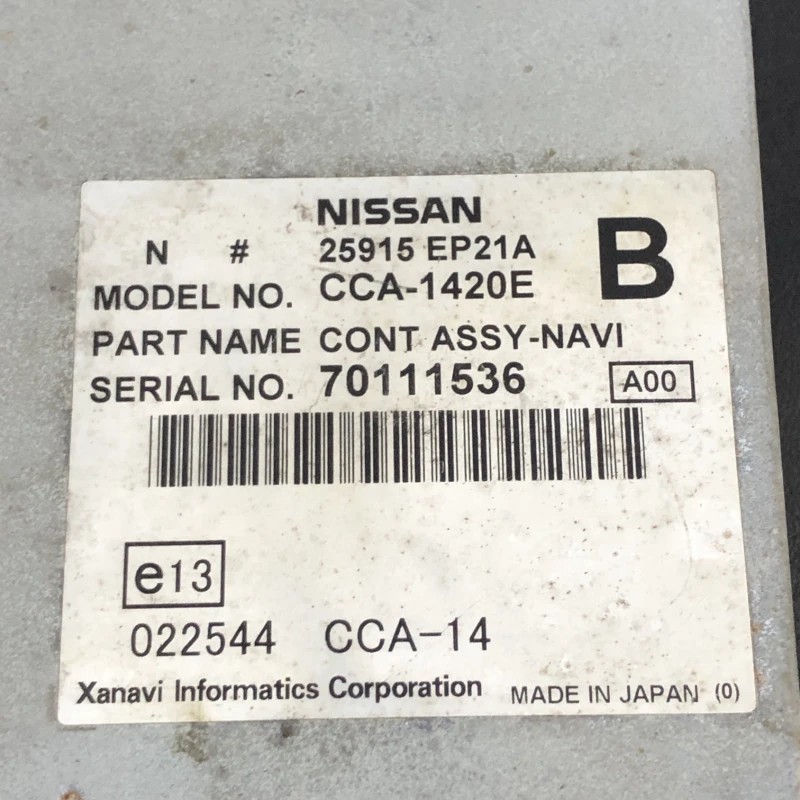 NISSAN
N # 25915 EP21A B
MODEL NO. CCA-1420E
PART NAME CONT ASSY-NAVI
SERIAL NO. 70111536 A00
e13
022544 CCA-14
Xanavi Informatics Corporation MADE IN JAPAN (0)